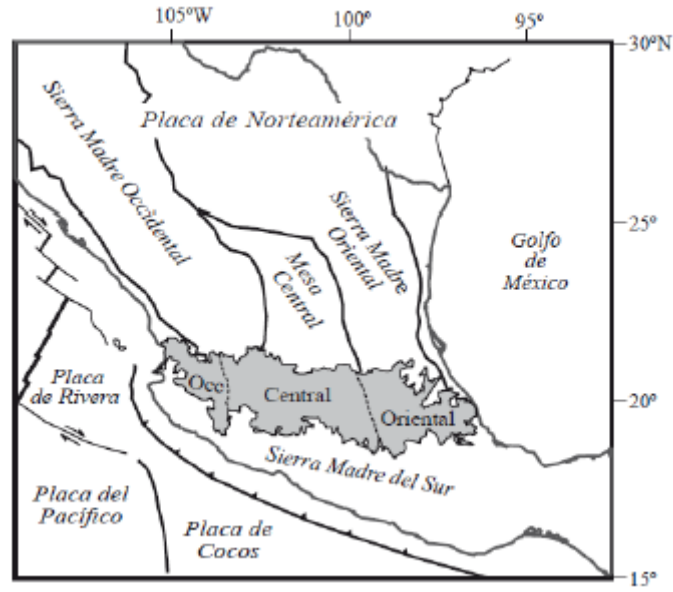 105ºW
100º
95º
30ºN
Sierra Madre Occidental
Placa de Norteamérica
Sierra Madre
Oriental
25º
Golfo
de
México
Mesa
Central
Placa
de Rivera
Occ
Central
Oriental
20º
Sierra Madre del Sur
Placa del
Pacífico
Placa de
Cocos
15º